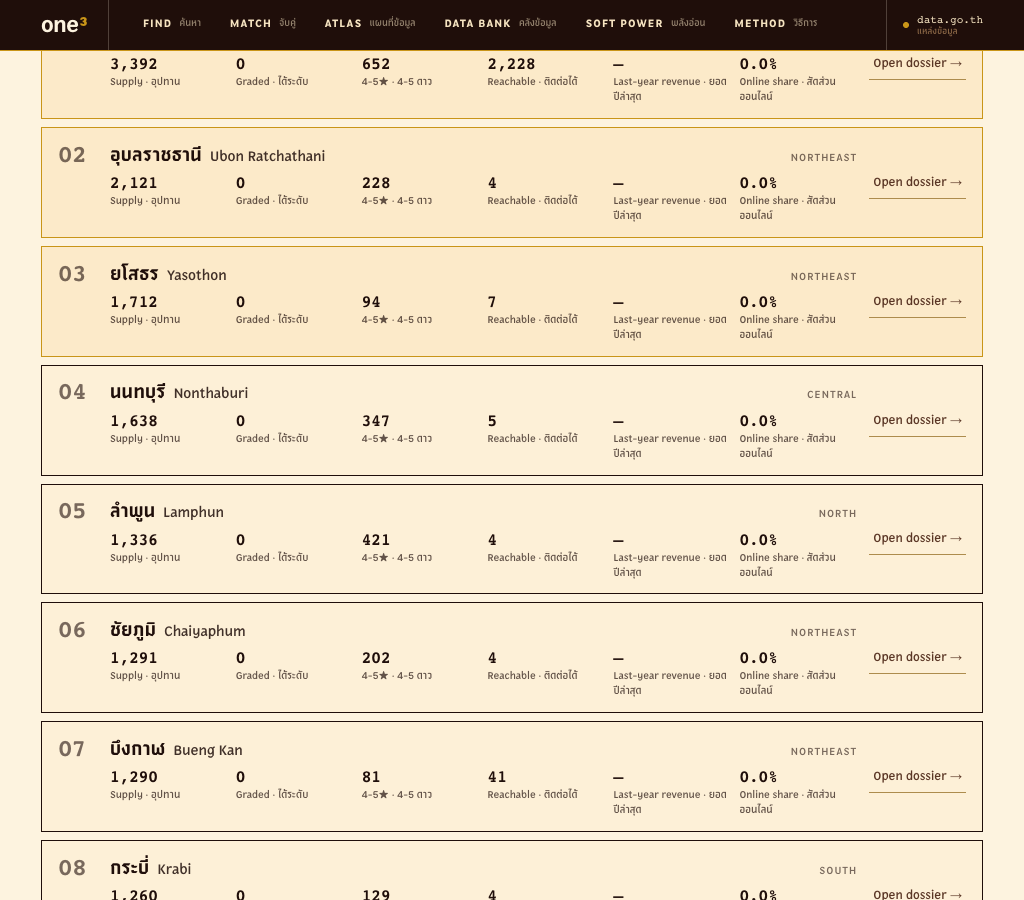 one³
FIND ค้นหา MATCH จับคู่ ATLAS แผนที่ข้อมูล DATA BANK คลังข้อมูล SOFT POWER พลังอ่อน METHOD วิธีการ
data.go.th
แหล่งข้อมูล
3,392 0 652 2,228 — 0.0% Open dossier →
Supply · อุปทาน Graded · ได้ระดับ 4–5★ · 4–5 ดาว Reachable · ติดต่อได้ Last-year revenue · ยอด Online share · สัดส่วน
ปีล่าสุด ออนไลน์
02 อุบลราชธานี Ubon Ratchathani NORTHEAST
2,121 0 228 4 — 0.0% Open dossier →
Supply · อุปทาน Graded · ได้ระดับ 4–5★ · 4–5 ดาว Reachable · ติดต่อได้ Last-year revenue · ยอด Online share · สัดส่วน
ปีล่าสุด ออนไลน์
03 ยโสธร Yasothon NORTHEAST
1,712 0 94 7 — 0.0% Open dossier →
Supply · อุปทาน Graded · ได้ระดับ 4–5★ · 4–5 ดาว Reachable · ติดต่อได้ Last-year revenue · ยอด Online share · สัดส่วน
ปีล่าสุด ออนไลน์
04 นนทบุรี Nonthaburi CENTRAL
1,638 0 347 5 — 0.0% Open dossier →
Supply · อุปทาน Graded · ได้ระดับ 4–5★ · 4–5 ดาว Reachable · ติดต่อได้ Last-year revenue · ยอด Online share · สัดส่วน
ปีล่าสุด ออนไลน์
05 ลำพูน Lamphun NORTH
1,336 0 421 4 — 0.0% Open dossier →
Supply · อุปทาน Graded · ได้ระดับ 4–5★ · 4–5 ดาว Reachable · ติดต่อได้ Last-year revenue · ยอด Online share · สัดส่วน
ปีล่าสุด ออนไลน์
06 ชัยภูมิ Chaiyaphum NORTHEAST
1,291 0 202 4 — 0.0% Open dossier →
Supply · อุปทาน Graded · ได้ระดับ 4–5★ · 4–5 ดาว Reachable · ติดต่อได้ Last-year revenue · ยอด Online share · สัดส่วน
ปีล่าสุด ออนไลน์
07 บึงกาฬ Bueng Kan NORTHEAST
1,290 0 81 41 — 0.0% Open dossier →
Supply · อุปทาน Graded · ได้ระดับ 4–5★ · 4–5 ดาว Reachable · ติดต่อได้ Last-year revenue · ยอด Online share · สัดส่วน
ปีล่าสุด ออนไลน์
08 กระบี่ Krabi SOUTH
1,260 0 129 4 — 0.0% Open dossier →